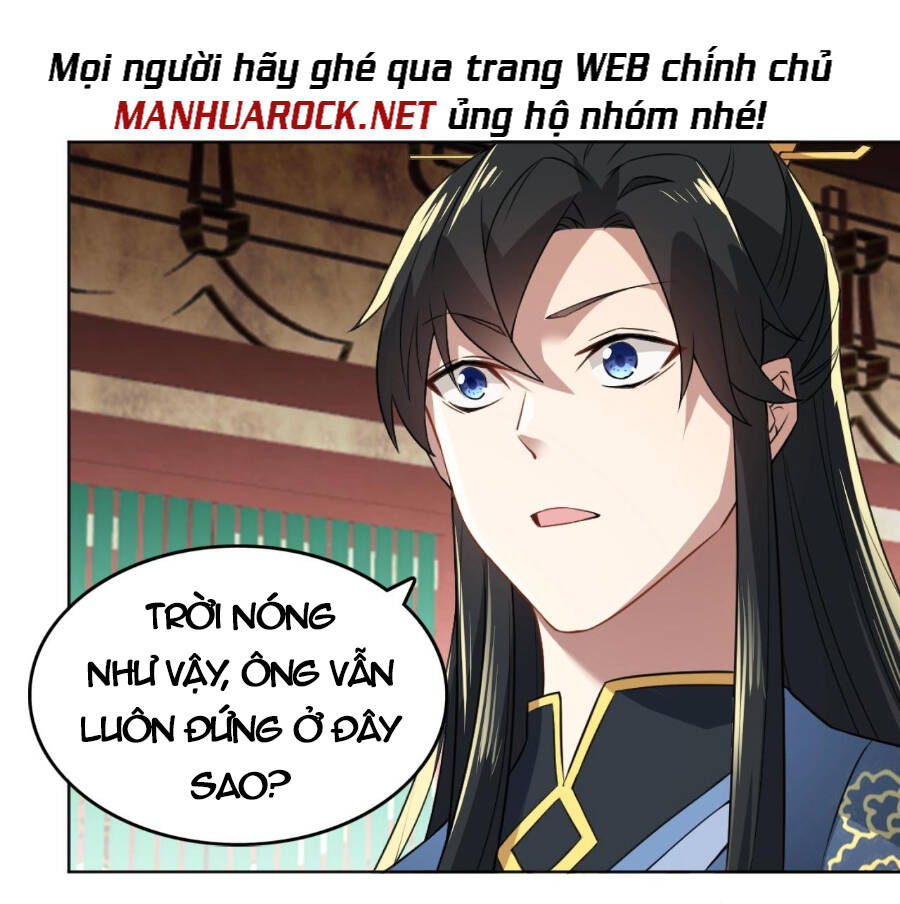 Mọi người hãy ghé qua trang WEB chính chủ
MANHUAROCK.NET ủng hộ nhóm nhé!
TRỜI NÓNG
NHƯ VẬY, ÔNG VẪN
LUÔN ĐỨNG Ở ĐÂY
SAO?